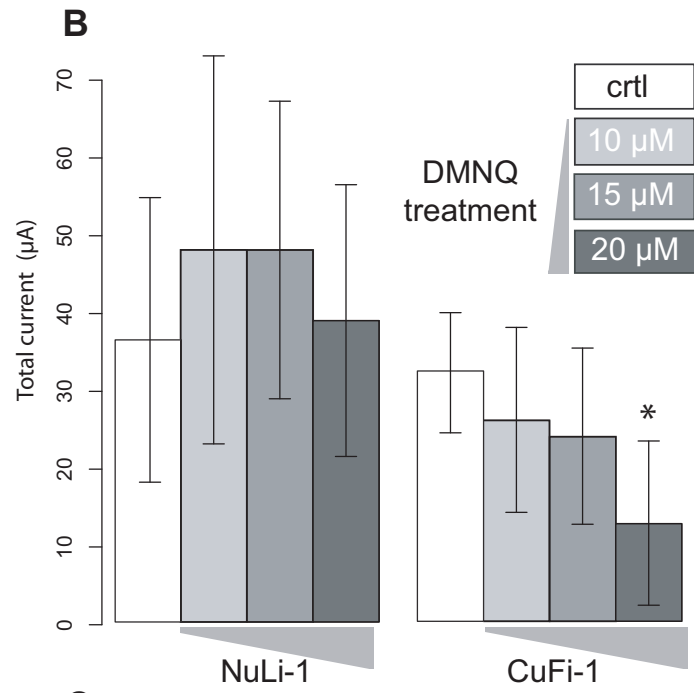 B
70
60
50
40
30
20
10
0
Total current (µA)
DMNQ
treatment
crtl
10 µM
15 µM
20 µM
*
NuLi-1
CuFi-1